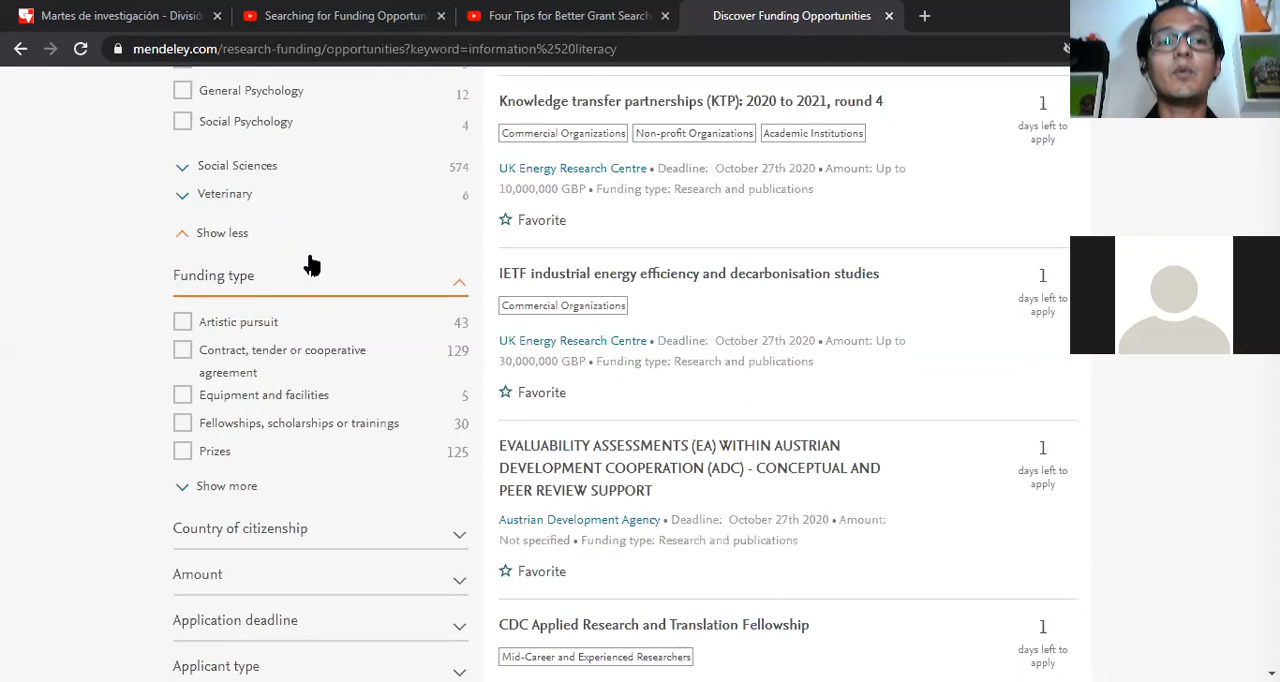 Martes de investigación - Divisió
Searching for Funding Opportun
Four Tips for Better Grant Search
Discover Funding Opportunities
mendeley.com/research-funding/opportunities?keyword=information%2520literacy
General Psychology 12
Social Psychology 4
Social Sciences 574
Veterinary 6
Show less
Funding type
Artistic pursuit 43
Contract, tender or cooperative 129
agreement
Equipment and facilities 5
Fellowships, scholarships or trainings 30
Prizes 125
Show more
Country of citizenship
Amount
Application deadline
Applicant type
Knowledge transfer partnerships (KTP): 2020 to 2021, round 4
Commercial Organizations Non-profit Organizations Academic Institutions
UK Energy Research Centre • Deadline: October 27th 2020 • Amount: Up to
10,000,000 GBP • Funding type: Research and publications
Favorite
1
days left to
apply
IETF industrial energy efficiency and decarbonisation studies
Commercial Organizations
UK Energy Research Centre • Deadline: October 27th 2020 • Amount: Up to
30,000,000 GBP • Funding type: Research and publications
Favorite
1
days left to
apply
EVALUABILITY ASSESSMENTS (EA) WITHIN AUSTRIAN
DEVELOPMENT COOPERATION (ADC) - CONCEPTUAL AND
PEER REVIEW SUPPORT
Austrian Development Agency • Deadline: October 27th 2020 • Amount:
Not specified • Funding type: Research and publications
Favorite
1
days left to
apply
CDC Applied Research and Translation Fellowship
Mid-Career and Experienced Researchers
1
days left to
apply